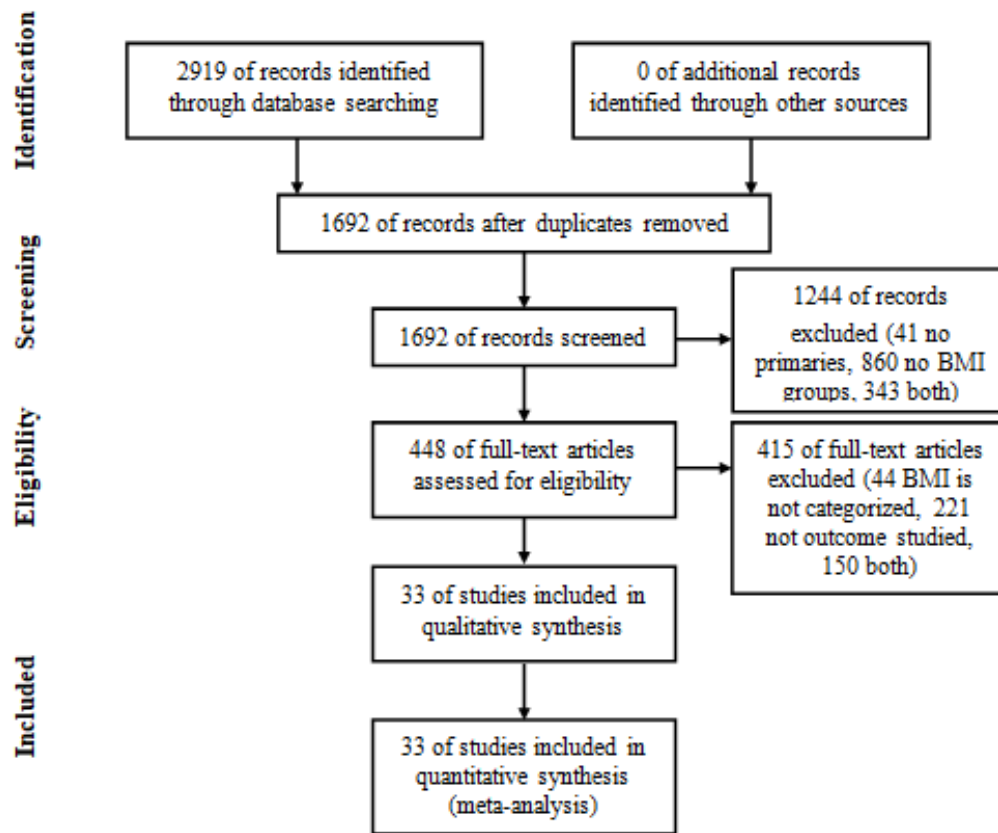 Identification
2919 of records identified
through database searching
0 of additional records
identified through other sources
1692 of records after duplicates removed
Screening
1692 of records screened
1244 of records
excluded (41 no
primaries, 860 no BMI
groups, 343 both)
Eligibility
448 of full-text articles
assessed for eligibility
415 of full-text articles
excluded (44 BMI is
not categorized, 221
not outcome studied,
150 both)
33 of studies included in
qualitative synthesis
Included
33 of studies included in
quantitative synthesis
(meta-analysis)